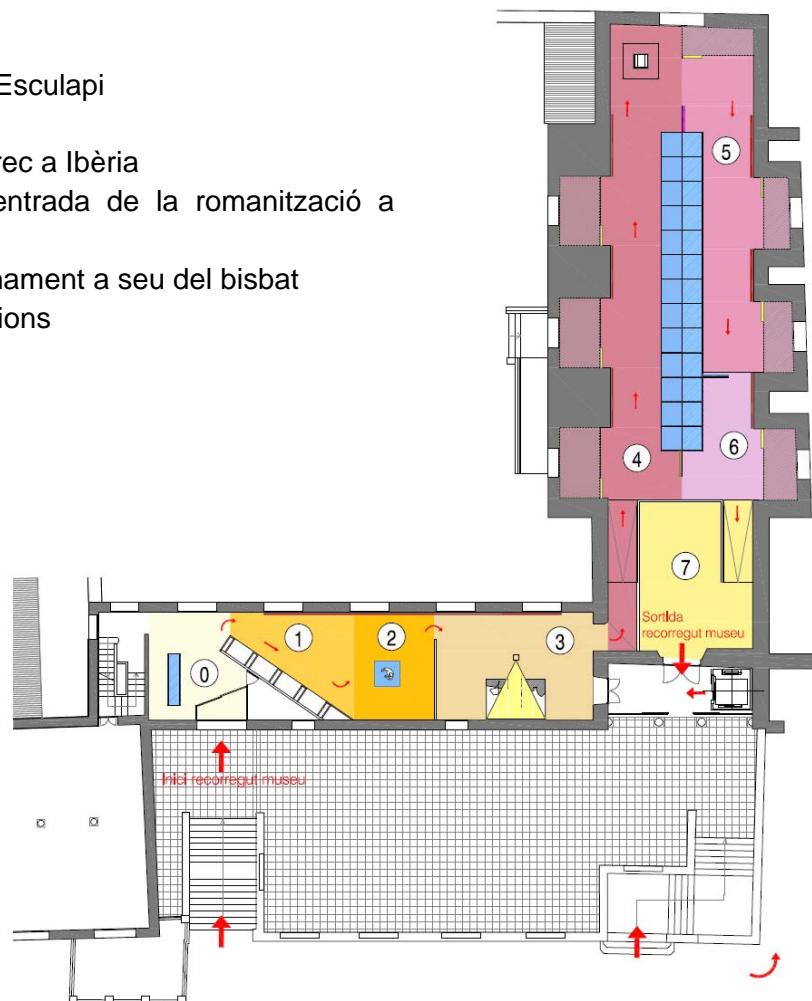 Esculapi
rec a Ibèria
entrada de la romanització a
nament a seu del bisbat
ions
5
4
6
7
Sortida
recorregut museu
1
2
3
0
Inici recorregut museu